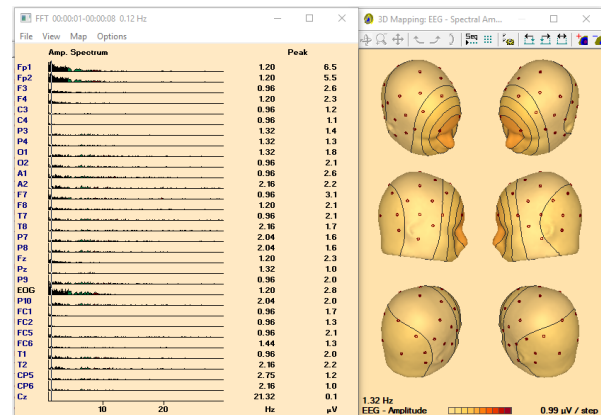 FFT 00:00:01-00:00:08 0.12 Hz
File View Map Options
Amp. Spectrum Peak
Fp1 1.20 6.5
Fp2 1.20 5.5
F3 0.96 2.6
F4 1.20 2.3
C3 0.96 1.2
C4 0.96 1.1
P3 1.32 1.4
P4 1.32 1.3
O1 1.32 1.8
O2 0.96 2.1
A1 0.96 2.6
A2 2.16 2.2
F7 0.96 3.1
F8 1.20 2.1
T7 0.96 2.1
T8 2.16 1.7
P7 2.04 1.6
P8 2.04 1.6
Fz 1.20 2.3
Pz 1.32 1.0
P9 0.96 2.0
EOG 1.20 2.8
P10 2.04 2.0
FC1 0.96 1.7
FC2 0.96 1.3
FC5 0.96 2.1
FC6 1.44 1.3
T1 0.96 2.0
T2 2.16 2.2
CP5 2.75 1.2
CP6 2.16 1.0
Cz 21.32 0.1
10 20 Hz µV
3D Mapping: EEG - Spectral Am...
Seq
1.32 Hz
EEG - Amplitude 0.99 µV / step